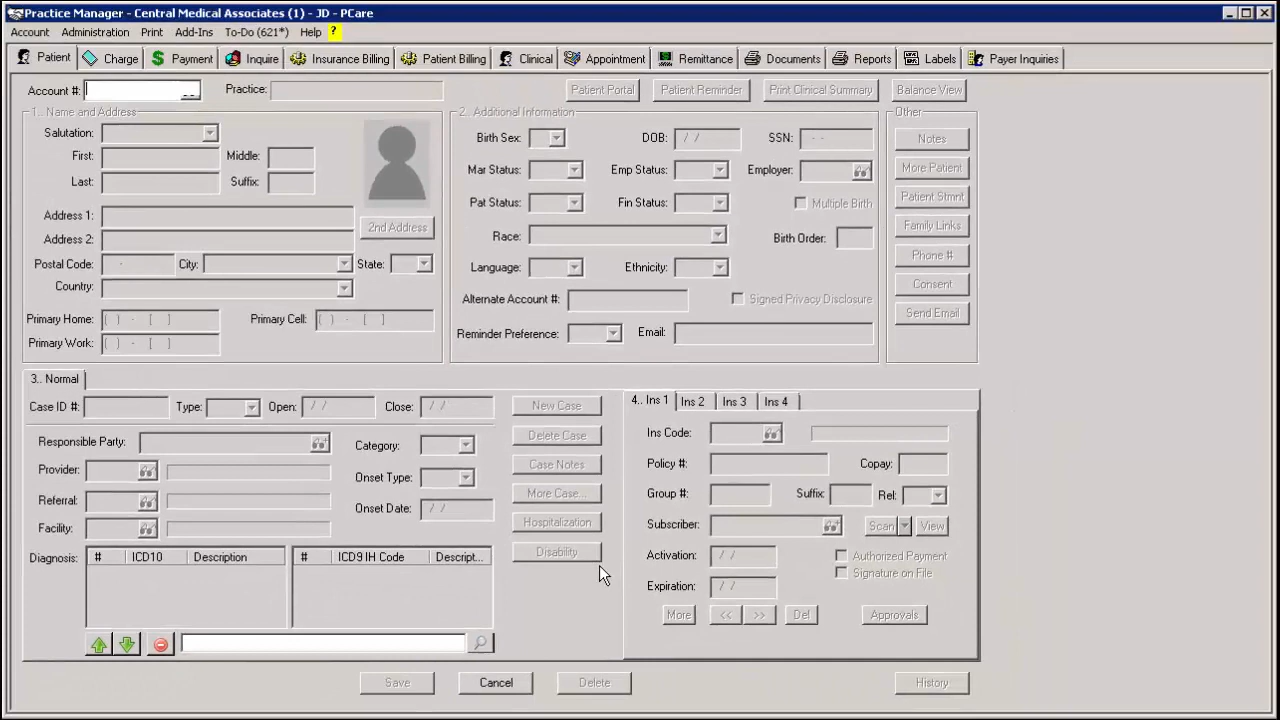 Practice Manager - Central Medical Associates (1) - JD - PCare
Account Administration Print Add-Ins To-Do (621*) Help ?
Patient Charge Payment Inquire Insurance Billing Patient Billing Clinical Appointment Remittance Documents Reports Labels Payer Inquiries
Account #: Practice: Patient Portal Patient Reminder Print Clinical Summary Balance View
1.. Name and Address
Salutation:
First: Middle:
Last: Suffix:
Address 1:
2nd Address
Address 2:
Postal Code: - City: State:
Country:
Primary Home: ( ) - [ ] Primary Cell: ( ) - [ ]
Primary Work: ( ) - [ ]
2.. Additional Information
Birth Sex: DOB: / / SSN: - -
Mar Status: Emp Status: Employer:
Pat Status: Fin Status: Multiple Birth
Race: Birth Order:
Language: Ethnicity:
Alternate Account #: Signed Privacy Disclosure
Reminder Preference: Email:
Other
Notes
More Patient
Patient Stmnt
Family Links
Phone #
Consent
Send Email
3.. Normal
Case ID #: Type: Open: / / Close: / /
Responsible Party: Category:
Provider: Onset Type:
Referral: Onset Date: / /
Facility:
Diagnosis: # ICD10 Description # ICD9 IH Code Descript...
New Case
Delete Case
Case Notes
More Case...
Hospitalization
Disability
4.. Ins 1 Ins 2 Ins 3 Ins 4
Ins Code:
Policy #: Copay:
Group #: Suffix: Rel:
Subscriber: Scan View
Activation: / / Authorized Payment
Signature on File
Expiration: / /
More << >> Del Approvals
Save Cancel Delete History